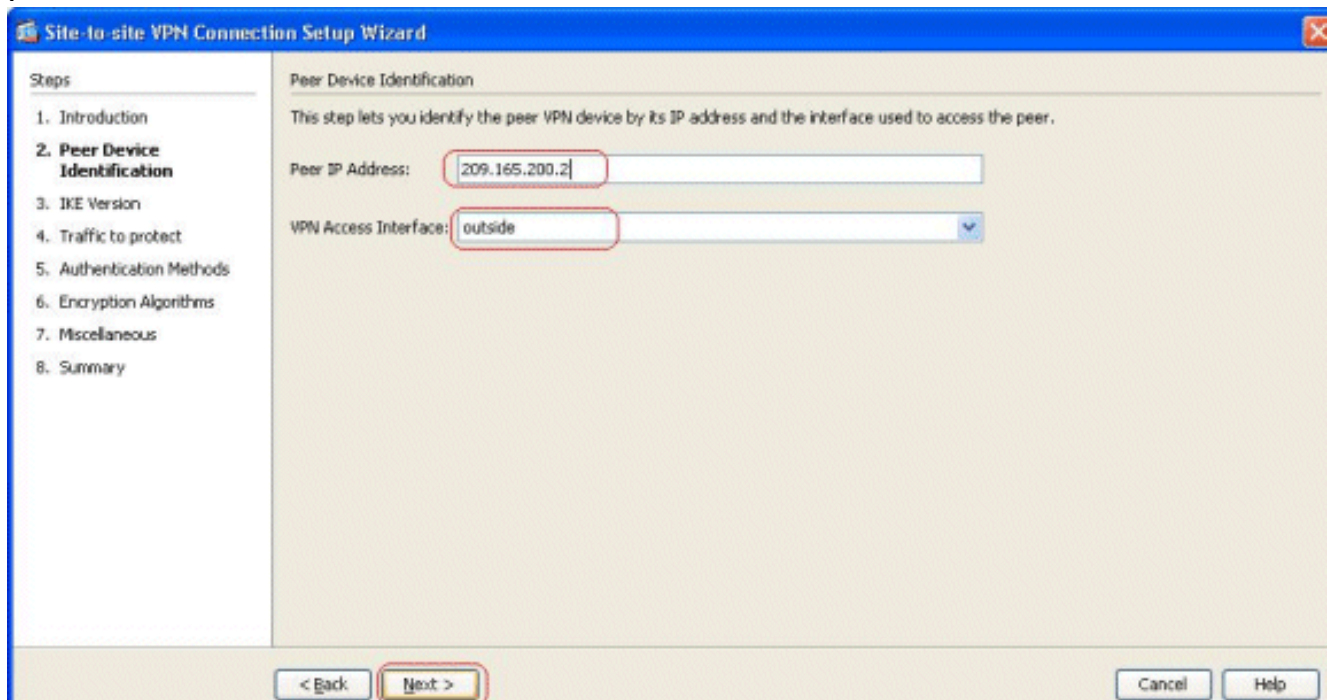 Site-to-site VPN Connection Setup Wizard
Steps
1. Introduction
2. Peer Device
Identification
3. IKE Version
4. Traffic to protect
5. Authentication Methods
6. Encryption Algorithms
7. Miscellaneous
8. Summary
Peer Device Identification
This step lets you identify the peer VPN device by its IP address and the interface used to access the peer.
Peer IP Address: 209.165.200.2
VPN Access Interface: outside
< Back Next > Cancel Help